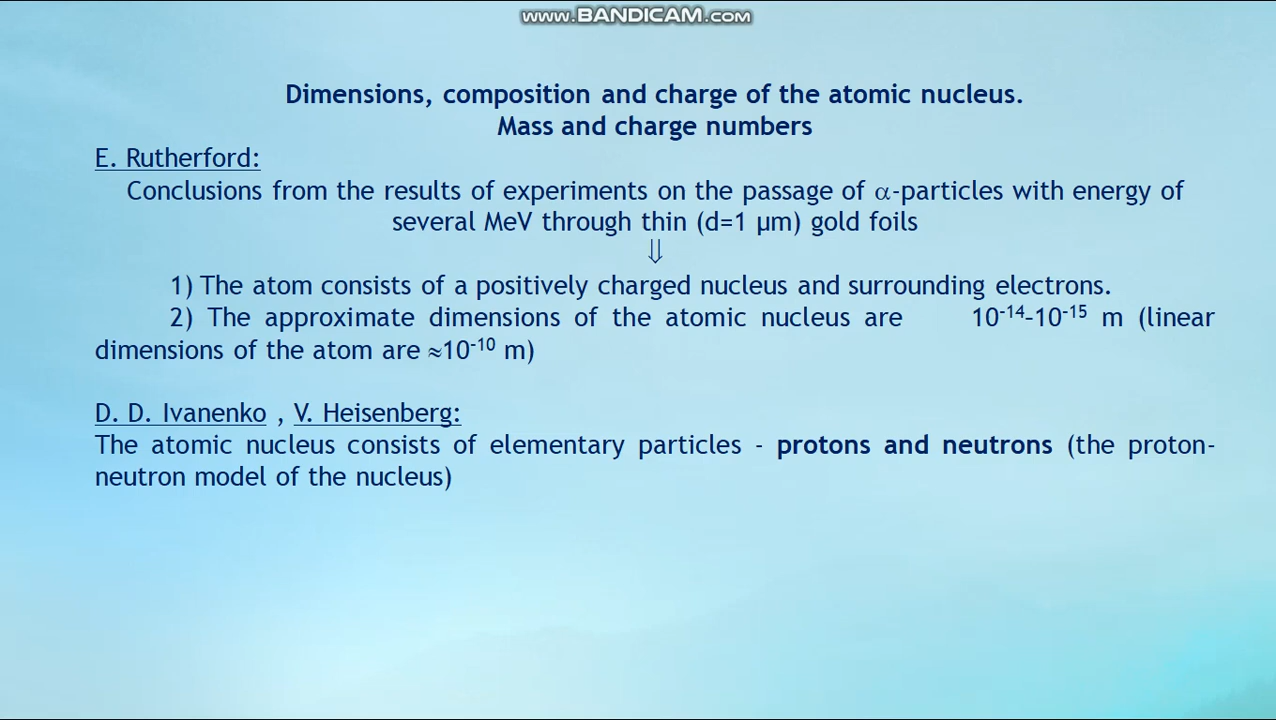 www.BANDICAM.com
Dimensions, composition and charge of the atomic nucleus.
Mass and charge numbers
E. Rutherford:
Conclusions from the results of experiments on the passage of α-particles with energy of
several MeV through thin (d=1 µm) gold foils
⇓
1) The atom consists of a positively charged nucleus and surrounding electrons.
2) The approximate dimensions of the atomic nucleus are 10⁻¹⁴-10⁻¹⁵ m (linear
dimensions of the atom are ≈10⁻¹⁰ m)
D. D. Ivanenko , V. Heisenberg:
The atomic nucleus consists of elementary particles - protons and neutrons (the proton-
neutron model of the nucleus)